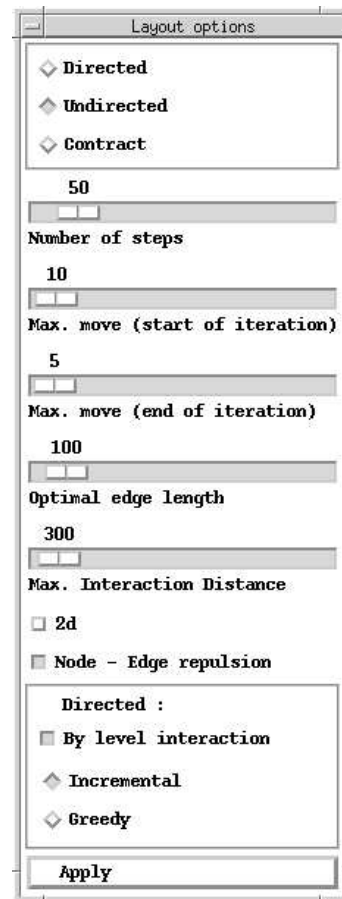 Layout options
Directed
Undirected
Contract
50
Number of steps
10
Max. move (start of iteration)
5
Max. move (end of iteration)
100
Optimal edge length
300
Max. Interaction Distance
2d
Node - Edge repulsion
Directed :
By level interaction
Incremental
Greedy
Apply